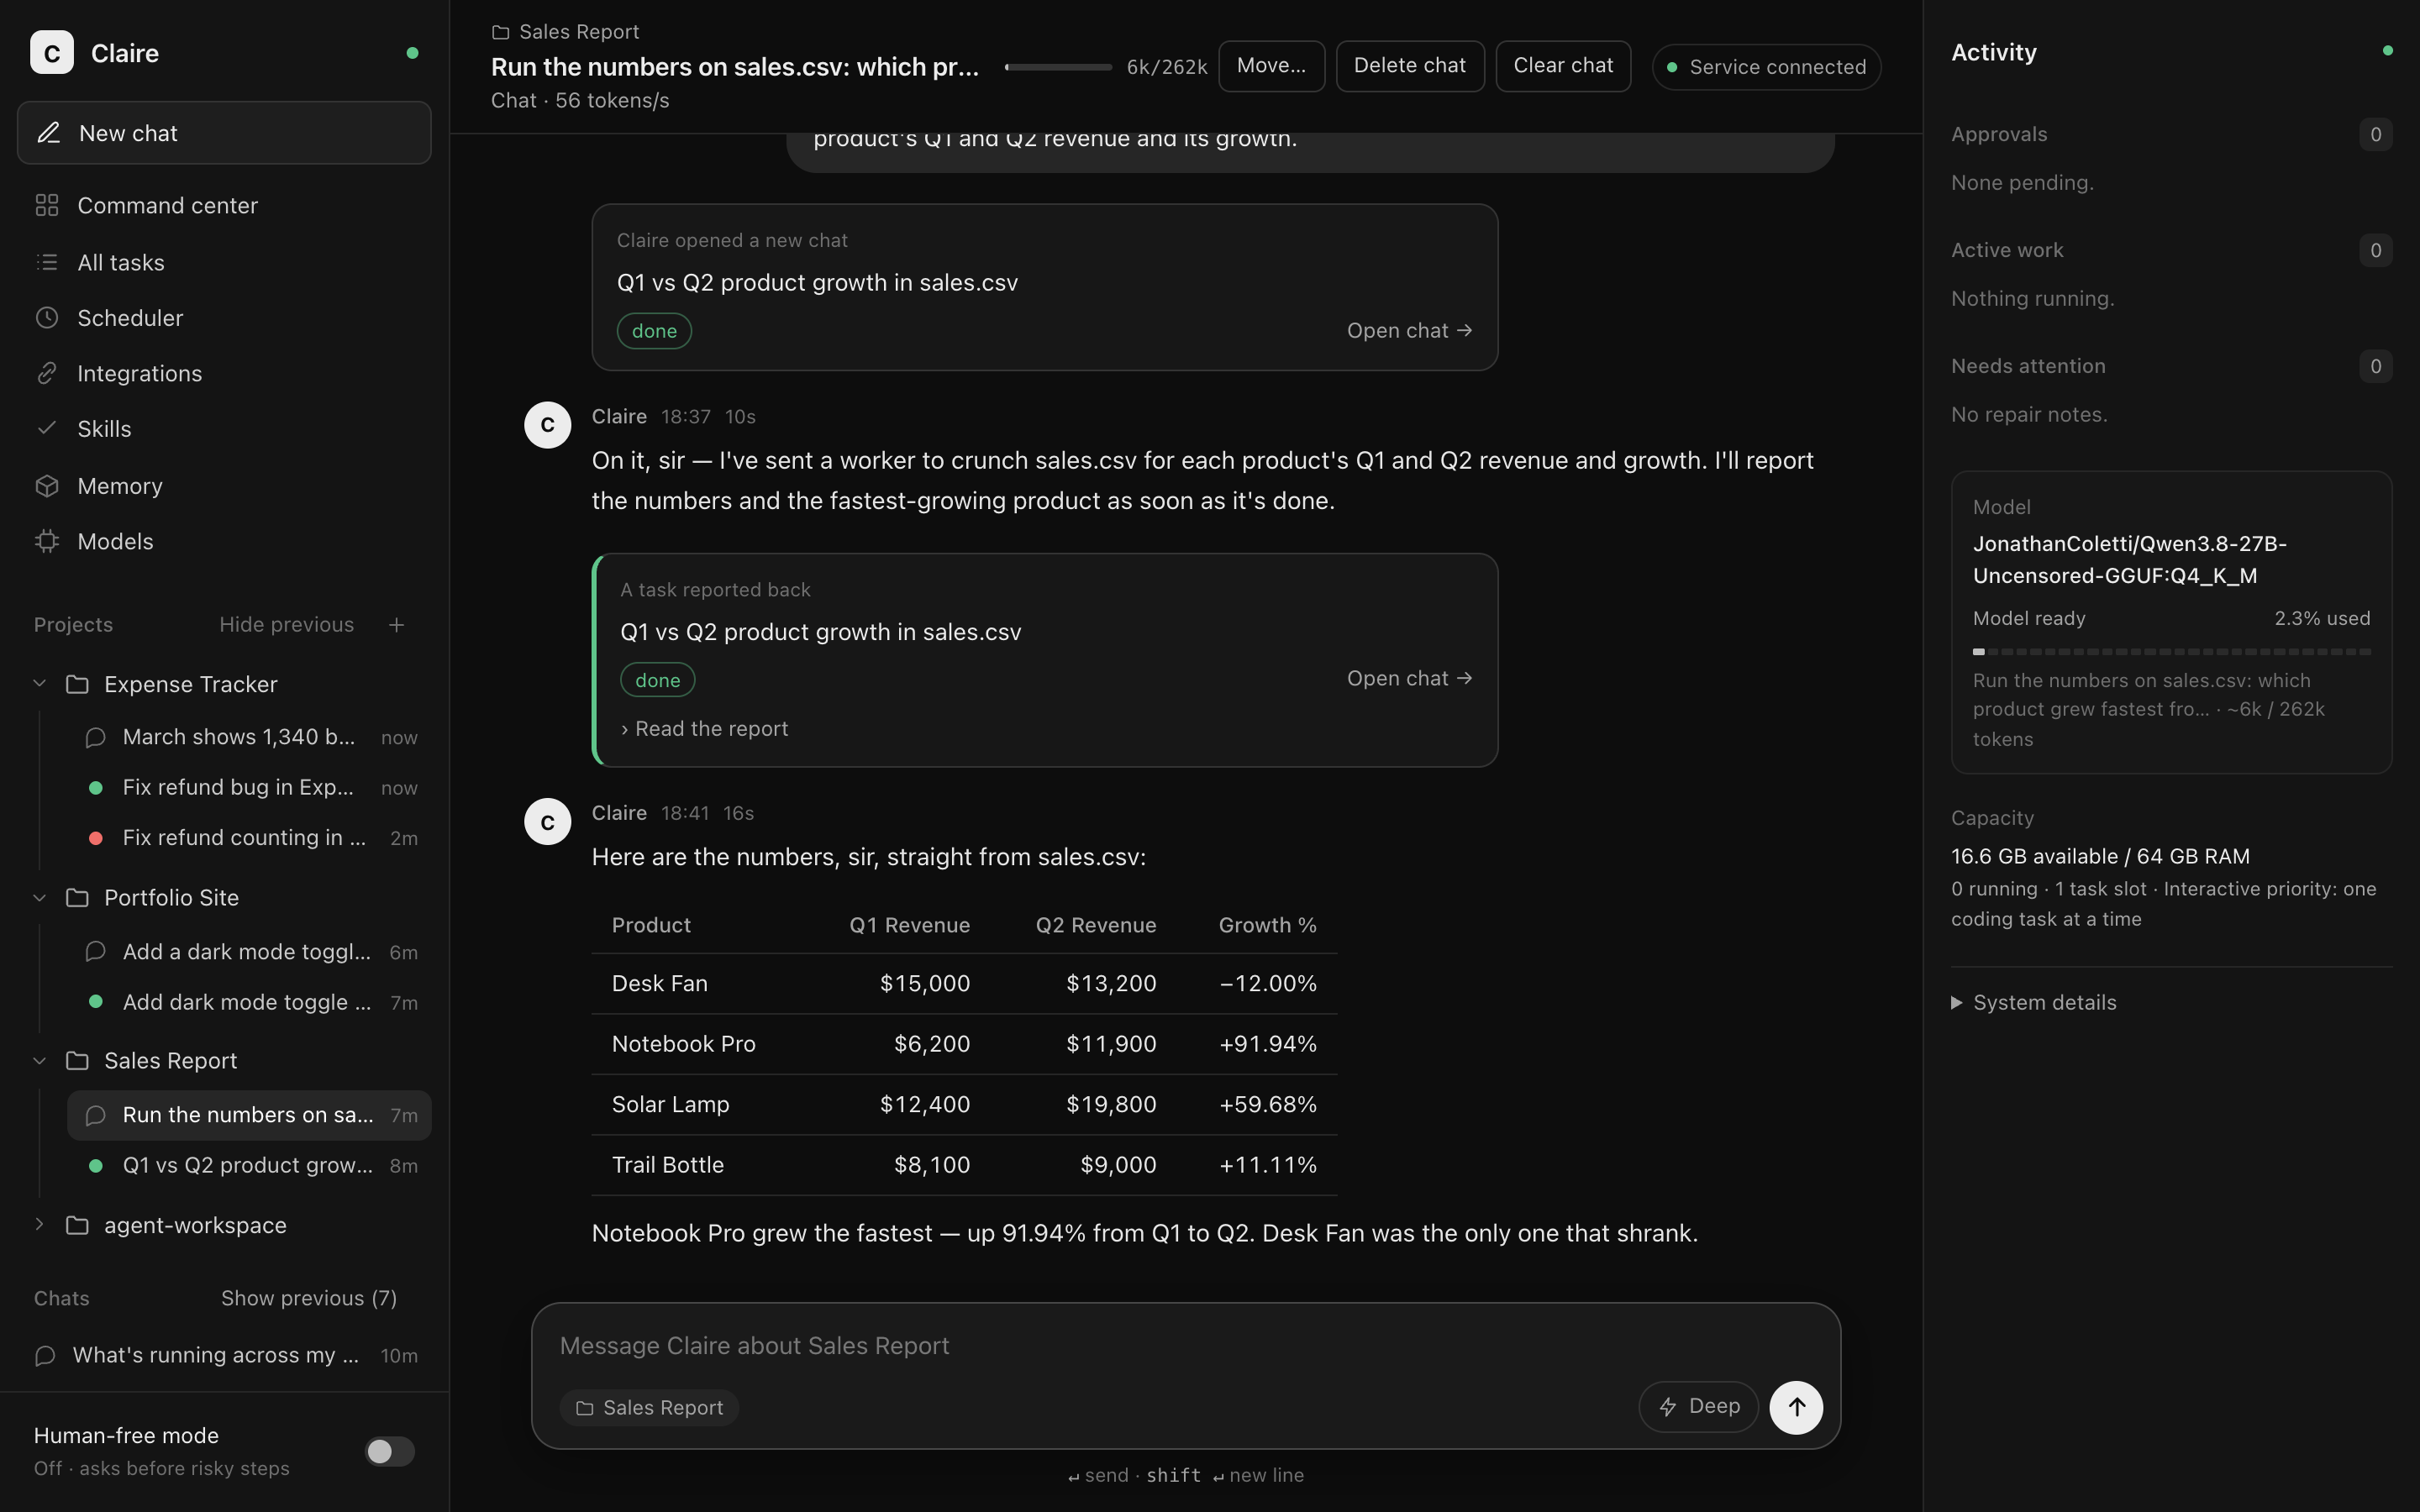 C Claire
New chat
Command center
All tasks
Scheduler
Integrations
Skills
Memory
Models
Projects Hide previous +
Expense Tracker
March shows 1,340 b... now
Fix refund bug in Exp... now
Fix refund counting in ... 2m
Portfolio Site
Add a dark mode toggl... 6m
Add dark mode toggle ... 7m
Sales Report
Run the numbers on sa... 7m
Q1 vs Q2 product grow... 8m
agent-workspace
Chats Show previous (7)
What's running across my ... 10m
Human-free mode
Off · asks before risky steps
Sales Report
Run the numbers on sales.csv: which pr...
Chat · 56 tokens/s
6k/262k
Move...
Delete chat
Clear chat
Service connected
product's Q1 and Q2 revenue and its growth.
Claire opened a new chat
Q1 vs Q2 product growth in sales.csv
done Open chat →
C Claire 18:37 10s
On it, sir — I've sent a worker to crunch sales.csv for each product's Q1 and Q2 revenue and growth. I'll report
the numbers and the fastest-growing product as soon as it's done.
A task reported back
Q1 vs Q2 product growth in sales.csv
done Open chat →
› Read the report
C Claire 18:41 16s
Here are the numbers, sir, straight from sales.csv:
Product Q1 Revenue Q2 Revenue Growth %
Desk Fan $15,000 $13,200 −12.00%
Notebook Pro $6,200 $11,900 +91.94%
Solar Lamp $12,400 $19,800 +59.68%
Trail Bottle $8,100 $9,000 +11.11%
Notebook Pro grew the fastest — up 91.94% from Q1 to Q2. Desk Fan was the only one that shrank.
Message Claire about Sales Report
Sales Report
Deep
↵ send · shift ↵ new line
Activity
Approvals 0
None pending.
Active work 0
Nothing running.
Needs attention 0
No repair notes.
Model
JonathanColetti/Qwen3.8-27B-
Uncensored-GGUF:Q4_K_M
Model ready 2.3% used
Run the numbers on sales.csv: which
product grew fastest fro... · ~6k / 262k
tokens
Capacity
16.6 GB available / 64 GB RAM
0 running · 1 task slot · Interactive priority: one
coding task at a time
System details